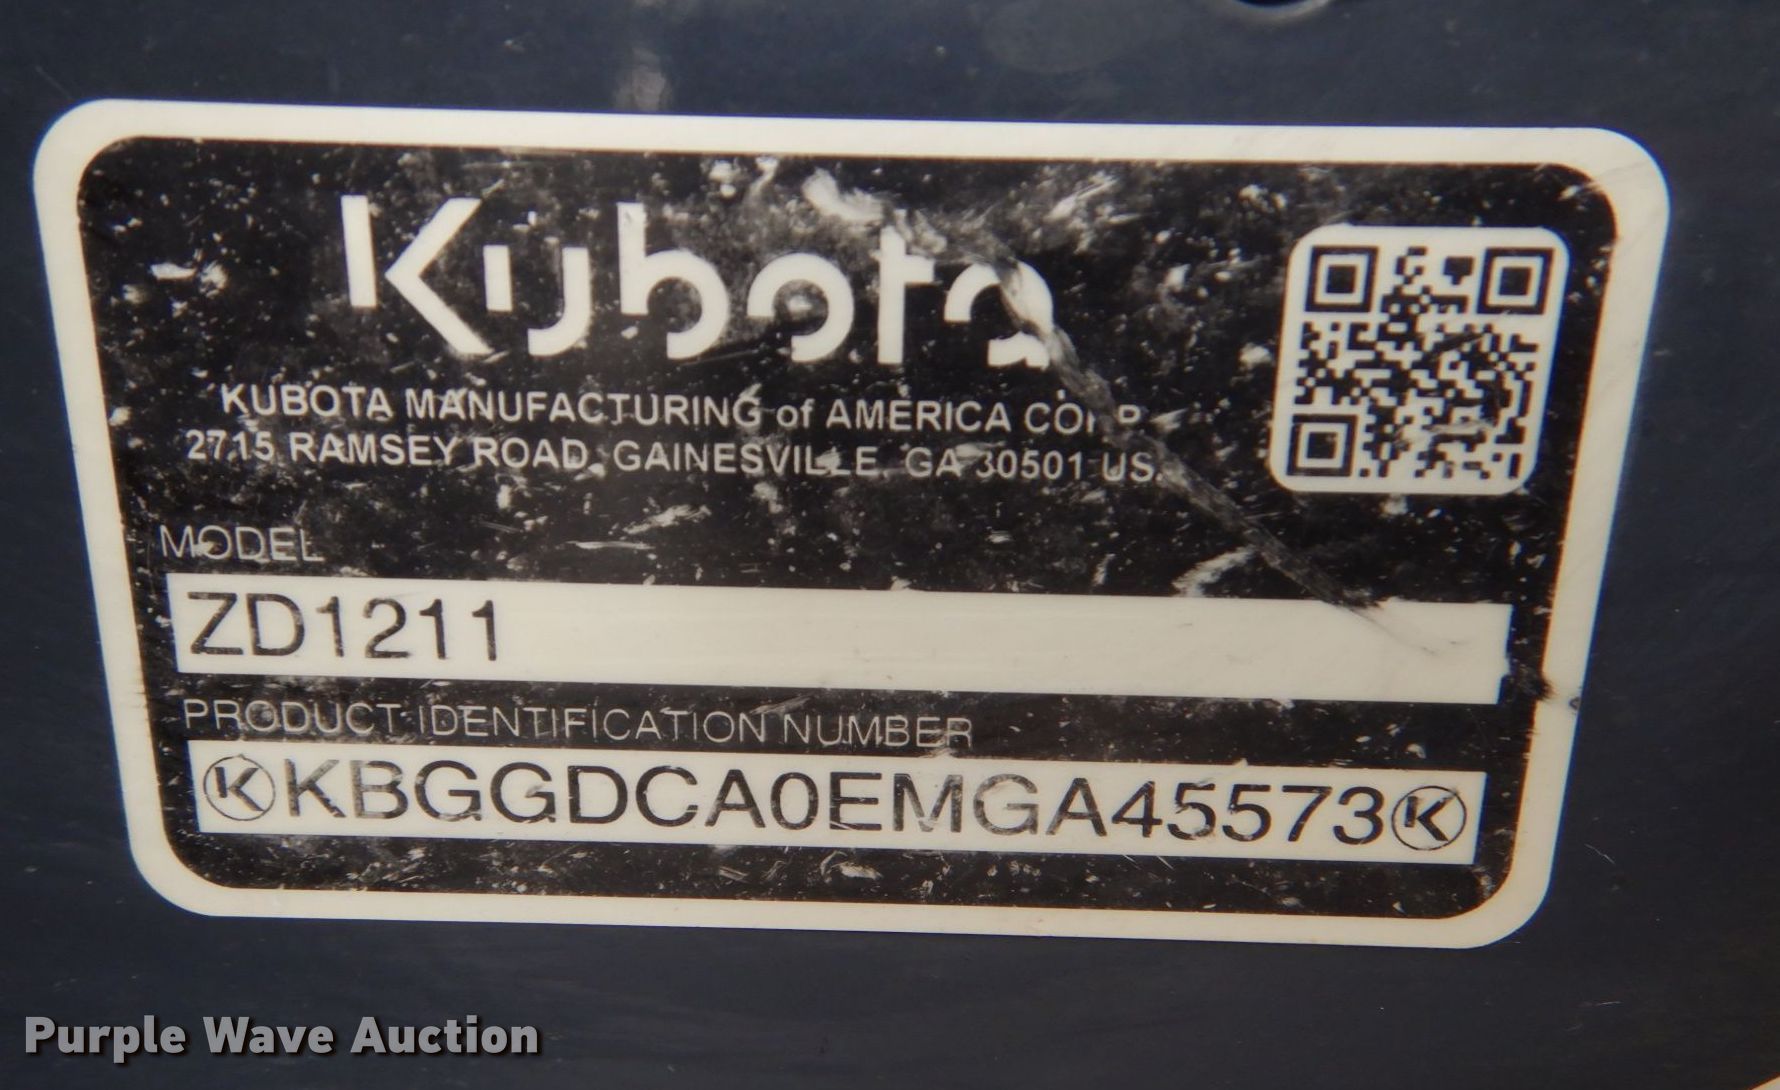 Kubota
KUBOTA MANUFACTURING of AMERICA CORP.
2715 RAMSEY ROAD, GAINESVILLE, GA 30501 US
MODEL
ZD1211
PRODUCT IDENTIFICATION NUMBER
KKBGGDCA0EMGA45573K
Purple Wave Auction